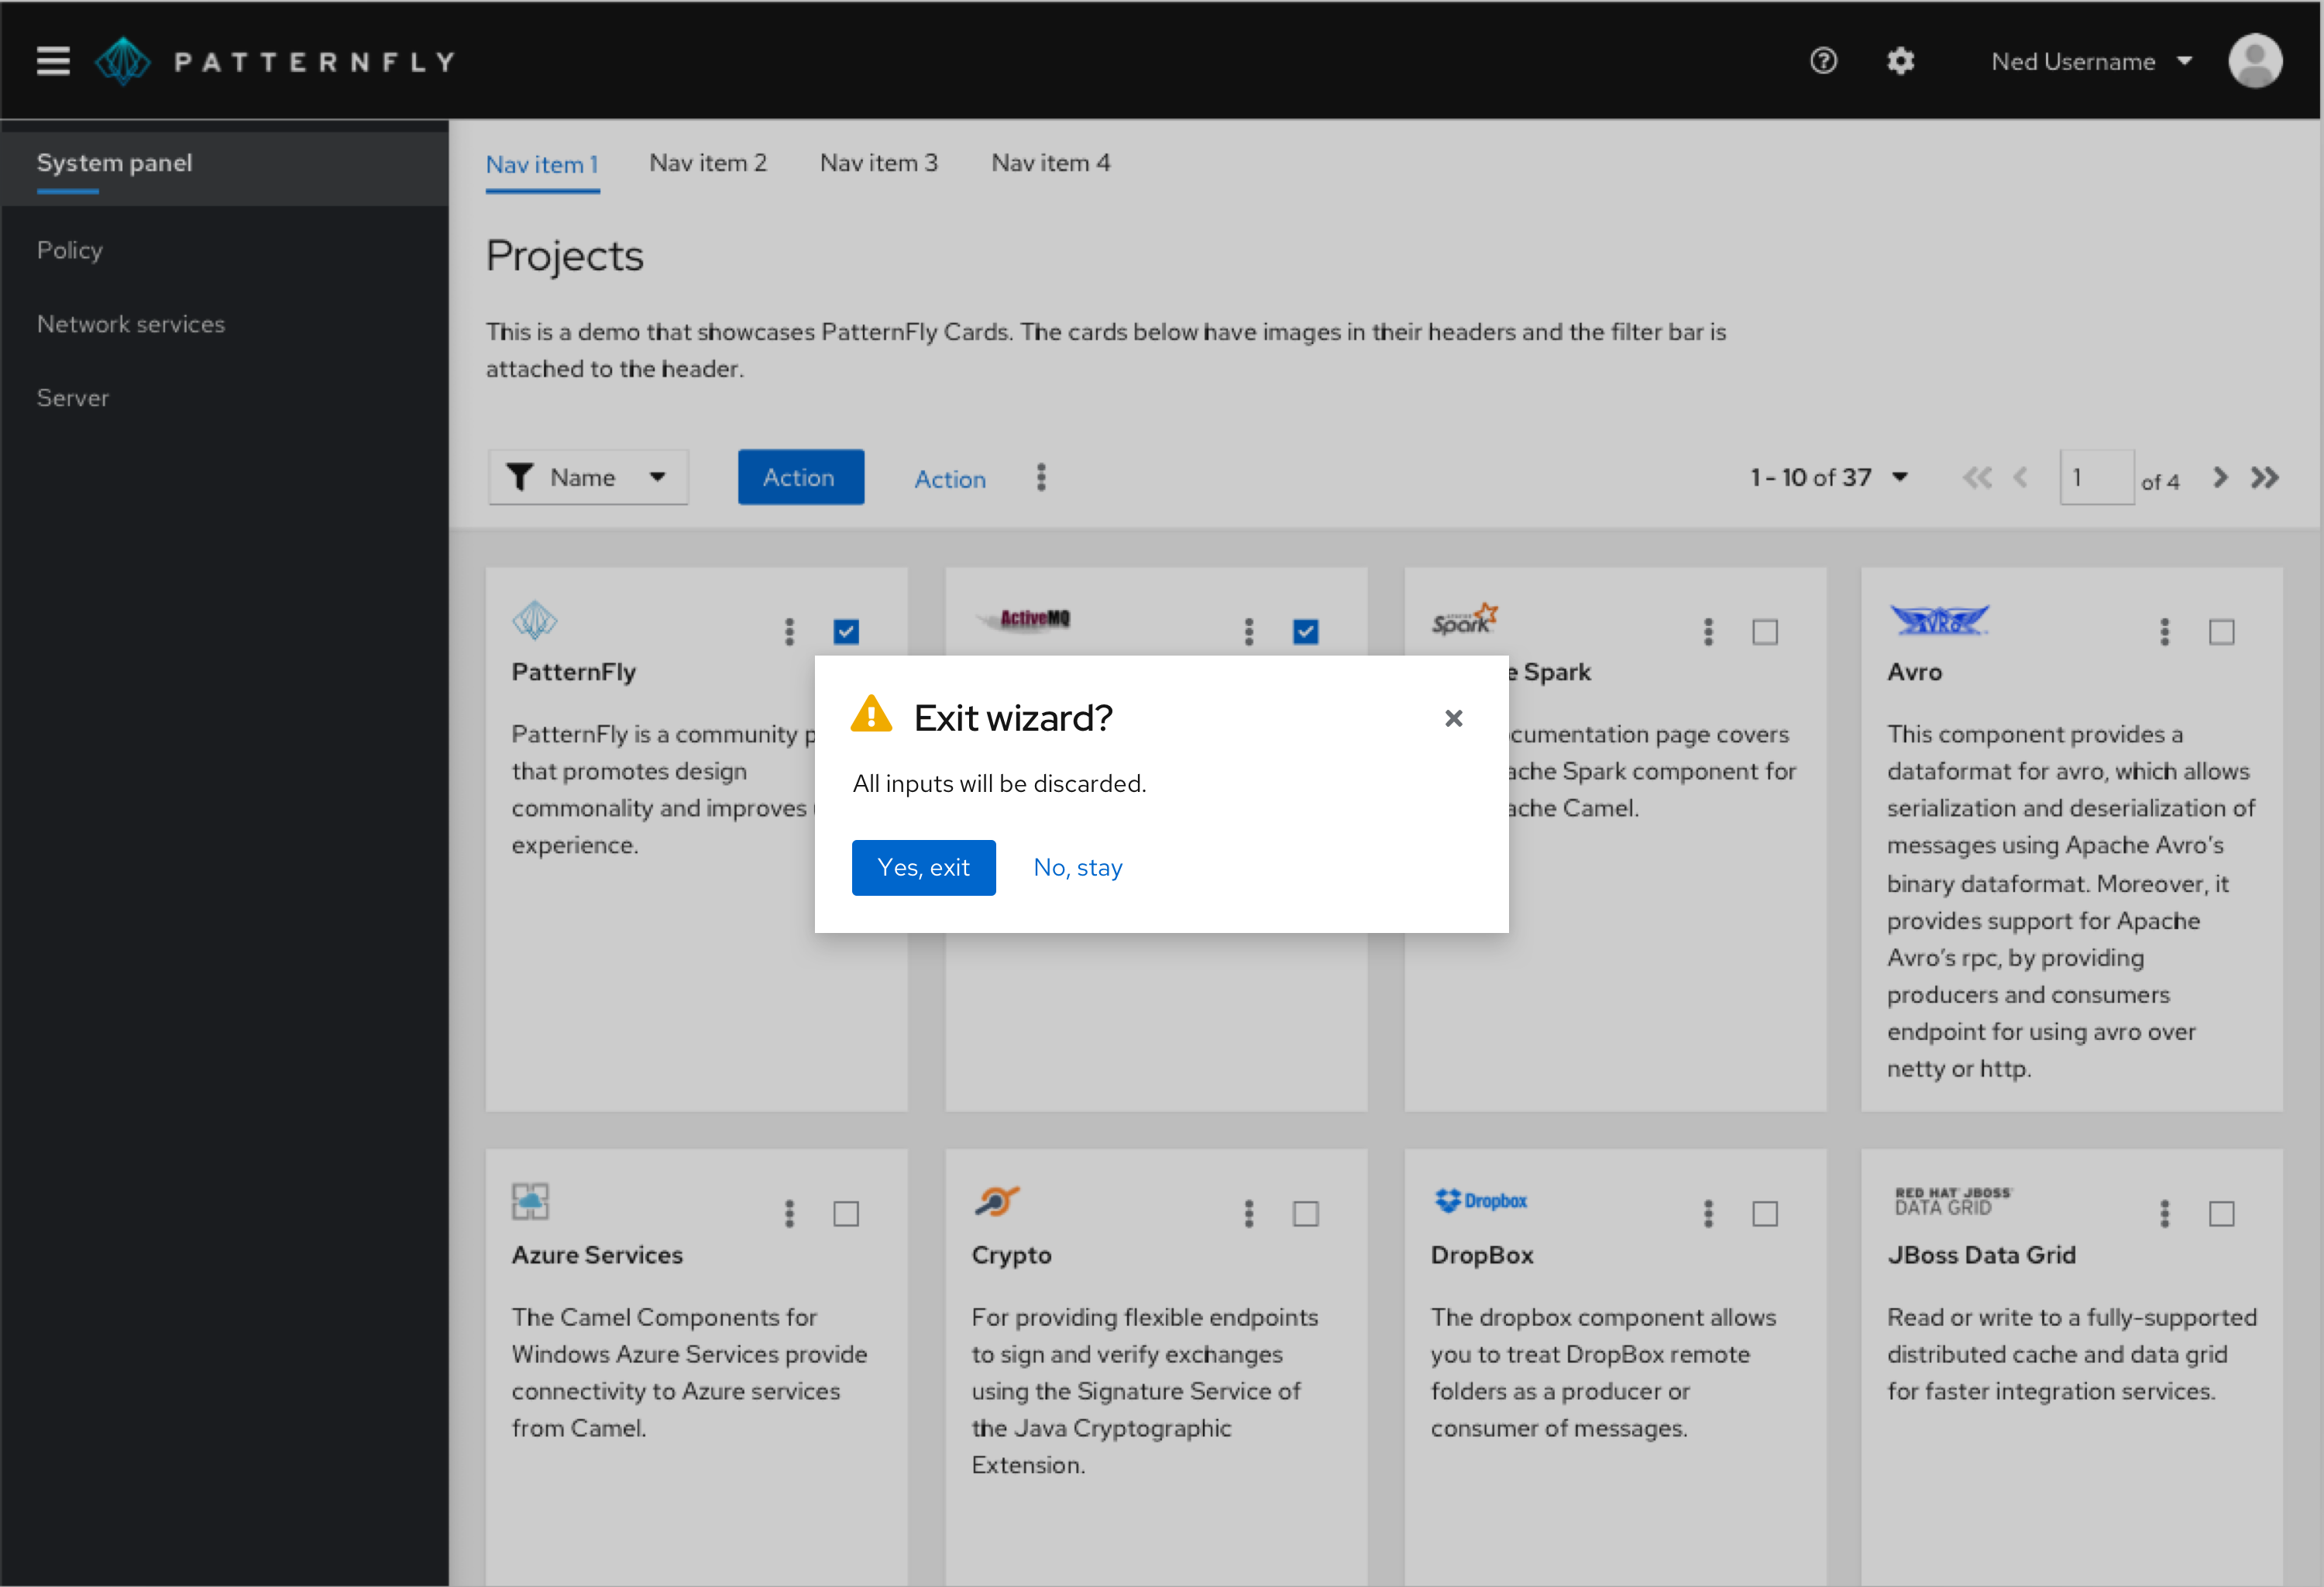 PATTERNFLY
Ned Username
System panel
Policy
Network services
Server
Nav item 1
Nav item 2
Nav item 3
Nav item 4
Projects
This is a demo that showcases PatternFly Cards. The cards below have images in their headers and the filter bar is
attached to the header.
Name
Action
Action
1 - 10 of 37
1
of 4
PatternFly
PatternFly is a community p
that promotes design
commonality and improves
experience.
ActiveMQ
Spark
e Spark
cumentation page covers
ache Spark component for
ache Camel.
AVRO
Avro
This component provides a
dataformat for avro, which allows
serialization and deserialization of
messages using Apache Avro's
binary dataformat. Moreover, it
provides support for Apache
Avro's rpc, by providing
producers and consumers
endpoint for using avro over
netty or http.
Exit wizard?
All inputs will be discarded.
Yes, exit
No, stay
Azure Services
The Camel Components for
Windows Azure Services provide
connectivity to Azure services
from Camel.
Crypto
For providing flexible endpoints
to sign and verify exchanges
using the Signature Service of
the Java Cryptographic
Extension.
Dropbox
DropBox
The dropbox component allows
you to treat DropBox remote
folders as a producer or
consumer of messages.
RED HAT JBOSS
DATA GRID
JBoss Data Grid
Read or write to a fully-supported
distributed cache and data grid
for faster integration services.